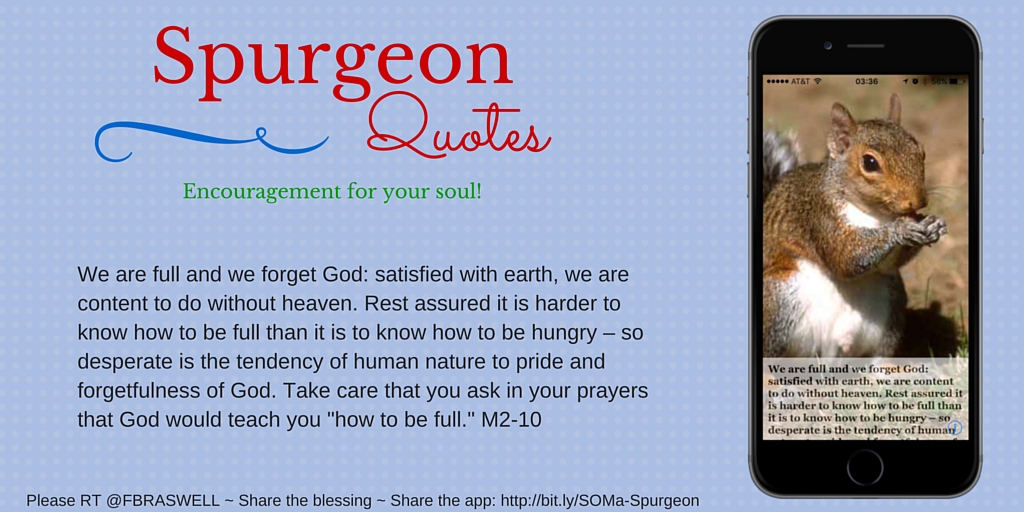 Spurgeon
Quotes
Encouragement for your soul!
We are full and we forget God: satisfied with earth, we are
content to do without heaven. Rest assured it is harder to
know how to be full than it is to know how to be hungry – so
desperate is the tendency of human nature to pride and
forgetfulness of God. Take care that you ask in your prayers
that God would teach you "how to be full." M2-10
Please RT @FBRASWELL ~ Share the blessing ~ Share the app: http://bit.ly/SOMa-Spurgeon
AT&T 03:36
We are full and we forget God:
satisfied with earth, we are content
to do without heaven. Rest assured it
is harder to know how to be full than
it is to know how to be hungry – so
desperate is the tendency of human